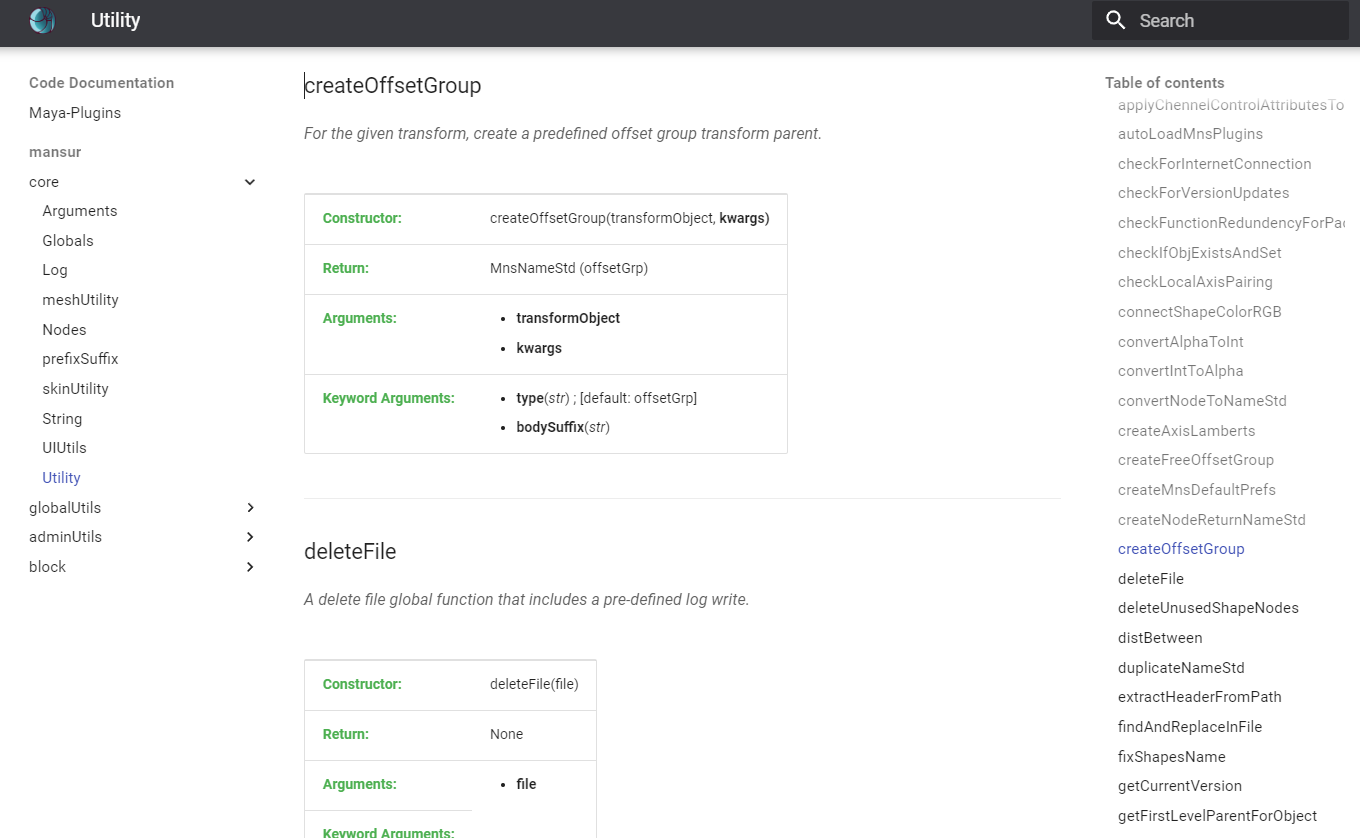 Utility
Search
Code Documentation
Maya-Plugins
mansur
core
Arguments
Globals
Log
meshUtility
Nodes
prefixSuffix
skinUtility
String
UIUtils
Utility
globalUtils
adminUtils
block
createOffsetGroup
For the given transform, create a predefined offset group transform parent.
Constructor: createOffsetGroup(transformObject, kwargs)
Return: MnsNameStd (offsetGrp)
Arguments: • transformObject
• kwargs
Keyword Arguments: • type(str) ; [default: offsetGrp]
• bodySuffix(str)
deleteFile
A delete file global function that includes a pre-defined log write.
Constructor: deleteFile(file)
Return: None
Arguments: • file
Keyword Arguments:
Table of contents
applyChennelControlAttributesTo
autoLoadMnsPlugins
checkForInternetConnection
checkForVersionUpdates
checkFunctionRedundencyForPac
checkIfObjExistsAndSet
checkLocalAxisPairing
connectShapeColorRGB
convertAlphaToInt
convertIntToAlpha
convertNodeToNameStd
createAxisLamberts
createFreeOffsetGroup
createMnsDefaultPrefs
createNodeReturnNameStd
createOffsetGroup
deleteFile
deleteUnusedShapeNodes
distBetween
duplicateNameStd
extractHeaderFromPath
findAndReplaceInFile
fixShapesName
getCurrentVersion
getFirstLevelParentForObject